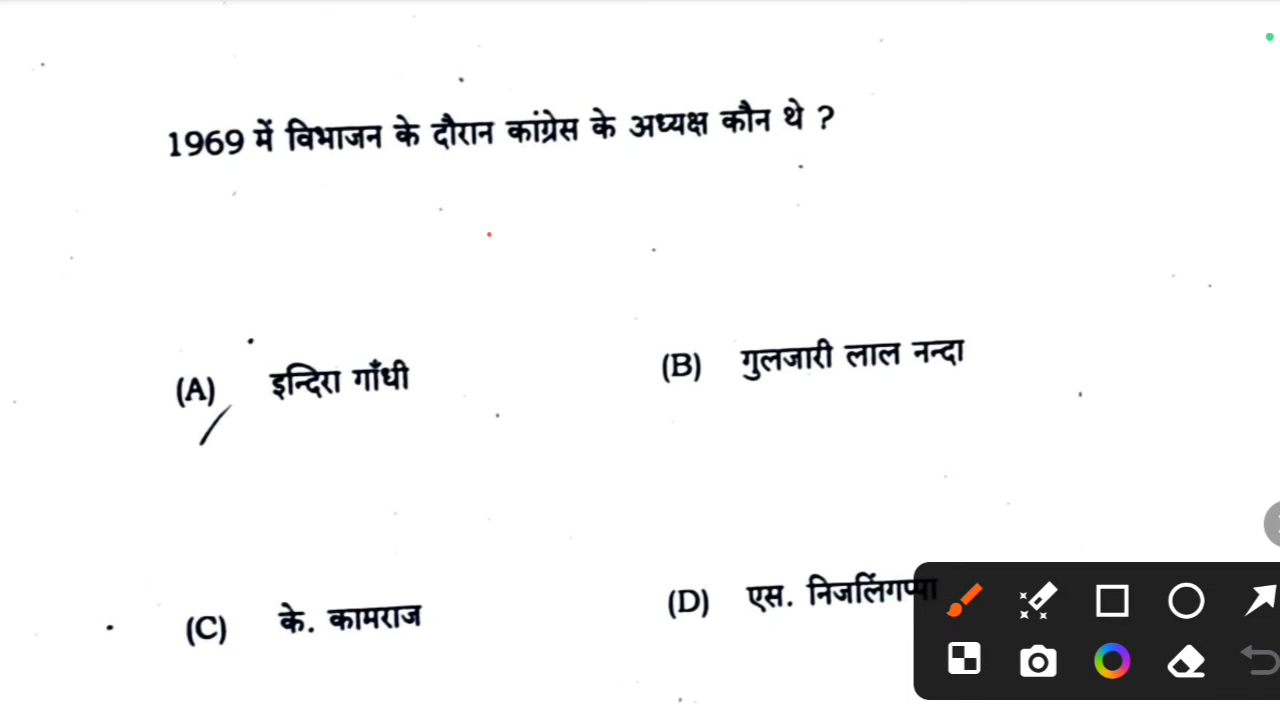 1969 में विभाजन के दौरान कांग्रेस के अध्यक्ष कौन थे ?
(A) इन्दिरा गाँधी
(B) गुलजारी लाल नन्दा
(C) के. कामराज
(D) एस. निजलिंगप्पा